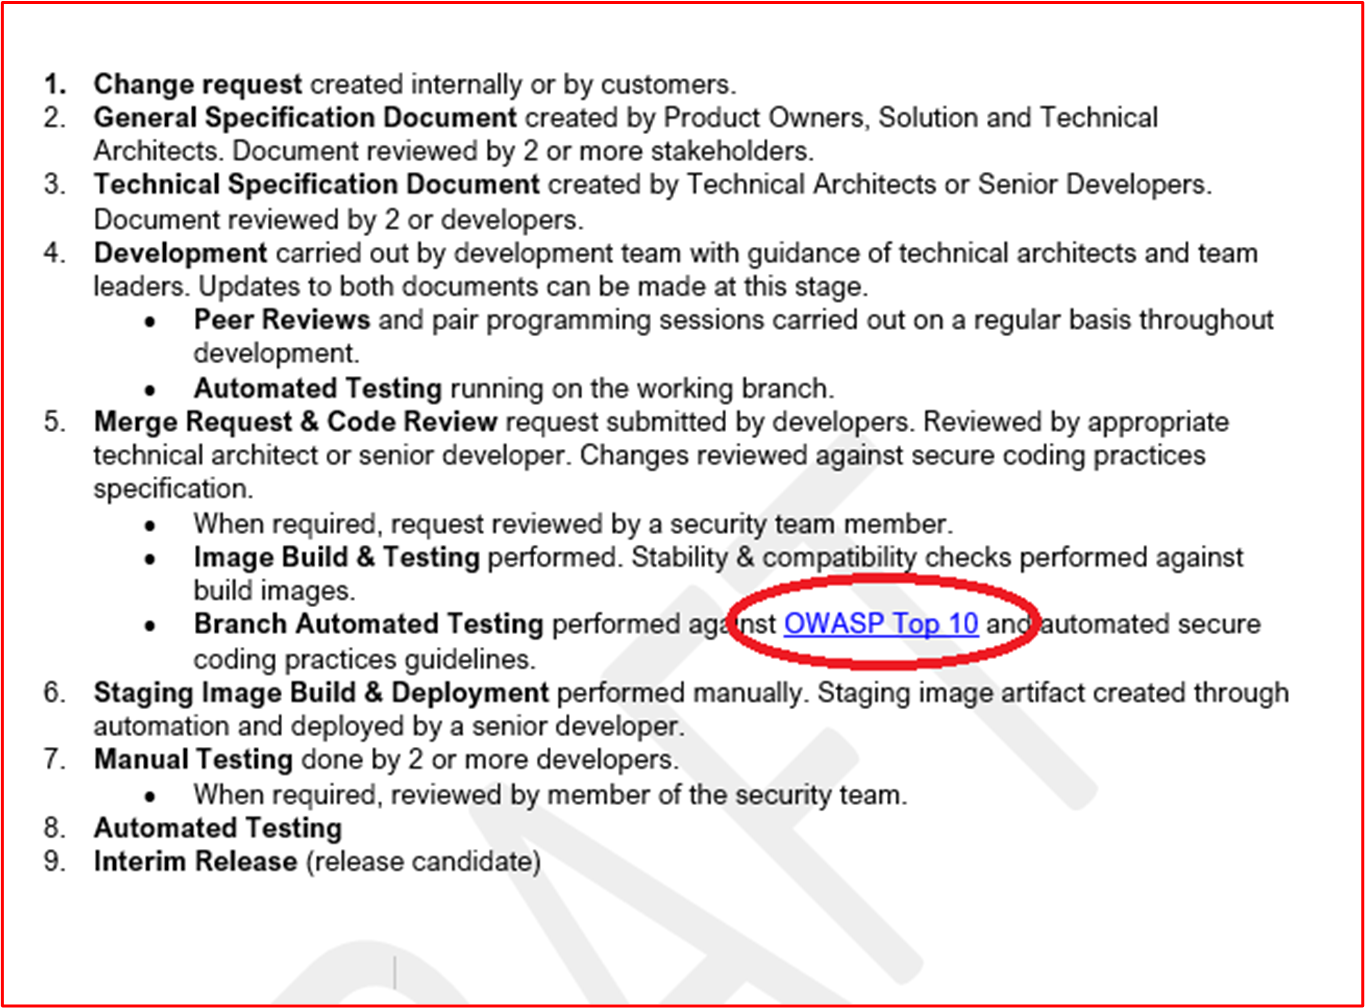 1. Change request created internally or by customers.
2. General Specification Document created by Product Owners, Solution and Technical
Architects. Document reviewed by 2 or more stakeholders.
3. Technical Specification Document created by Technical Architects or Senior Developers.
Document reviewed by 2 or developers.
4. Development carried out by development team with guidance of technical architects and team
leaders. Updates to both documents can be made at this stage.
• Peer Reviews and pair programming sessions carried out on a regular basis throughout
development.
• Automated Testing running on the working branch.
5. Merge Request & Code Review request submitted by developers. Reviewed by appropriate
technical architect or senior developer. Changes reviewed against secure coding practices
specification.
• When required, request reviewed by a security team member.
• Image Build & Testing performed. Stability & compatibility checks performed against
build images.
• Branch Automated Testing performed against OWASP Top 10 and automated secure
coding practices guidelines.
6. Staging Image Build & Deployment performed manually. Staging image artifact created through
automation and deployed by a senior developer.
7. Manual Testing done by 2 or more developers.
• When required, reviewed by member of the security team.
8. Automated Testing
9. Interim Release (release candidate)
DRAFT